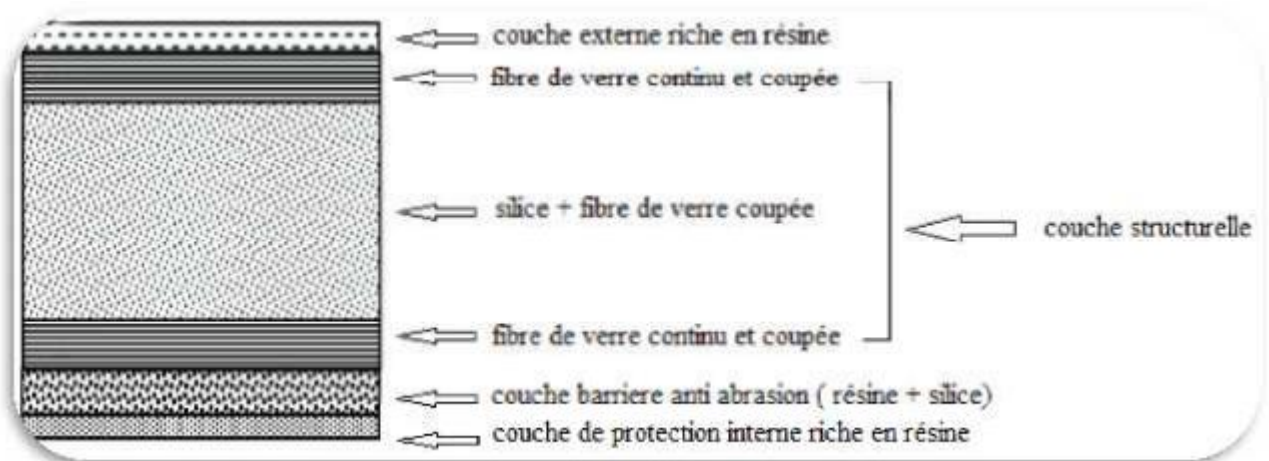 couche externe riche en résine
fibre de verre continu et coupée
silice + fibre de verre coupée
couche structurelle
fibre de verre continu et coupée
couche barriere anti abrasion ( résine + silice)
couche de protection interne riche en résine